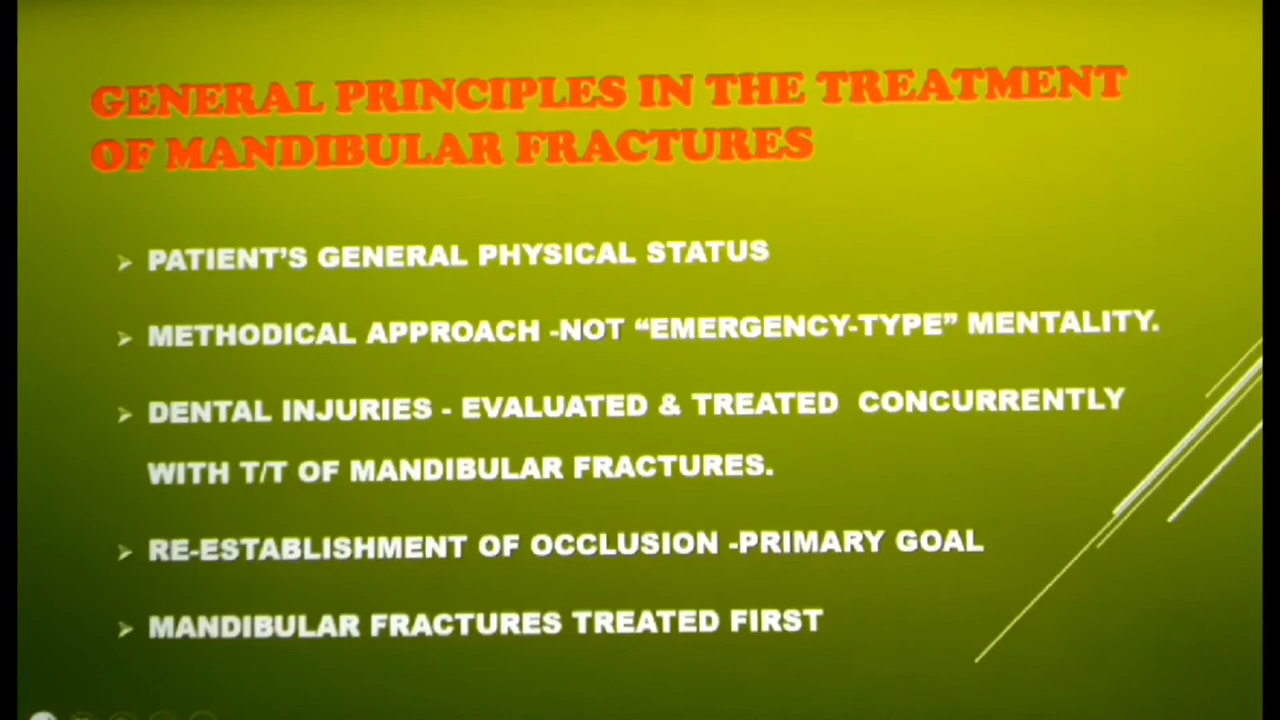 GENERAL PRINCIPLES IN THE TREATMENT
OF MANDIBULAR FRACTURES
PATIENT'S GENERAL PHYSICAL STATUS
METHODICAL APPROACH -NOT “EMERGENCY-TYPE” MENTALITY.
DENTAL INJURIES - EVALUATED & TREATED CONCURRENTLY
WITH T/T OF MANDIBULAR FRACTURES.
RE-ESTABLISHMENT OF OCCLUSION -PRIMARY GOAL
MANDIBULAR FRACTURES TREATED FIRST